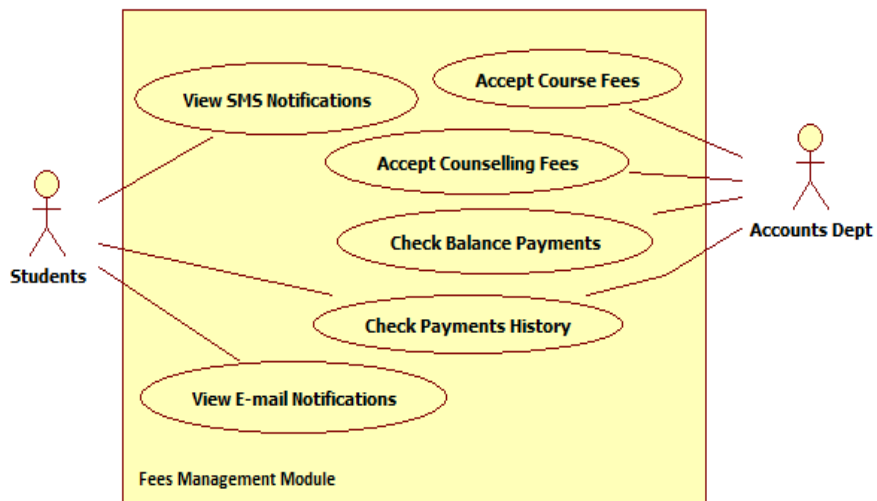 Accept Course Fees
View SMS Notifications
Accept Counselling Fees
Check Balance Payments
Accounts Dept
Students
Check Payments History
View E-mail Notifications
Fees Management Module